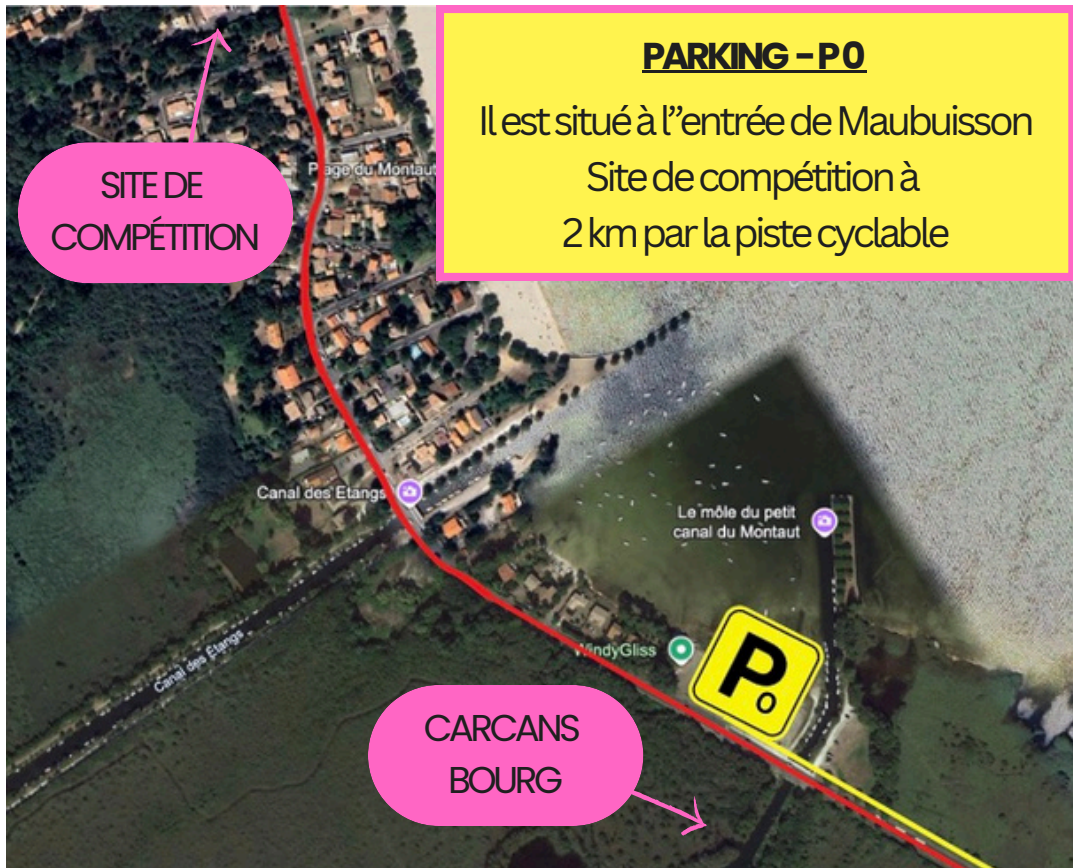 PARKING - P0
Il est situé à l’’entrée de Maubuisson
Site de compétition à
2 km par la piste cyclable
SITE DE
COMPÉTITION
Plage du Montaut
Canal des Etangs
Le môle du petit
canal du Montaut
Canal des Étangs
WindyGliss
P0
CARCANS
BOURG